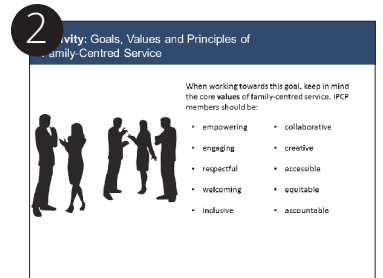 2
ivity: Goals, Values and Principles of
amily-Centred Service
When working towards this goal, keep in mind
the core values of family-centred service. IPCP
members should be:
• empowering
• engaging
• respectful
• welcoming
• inclusive
• collaborative
• creative
• accessible
• equitable
• accountable